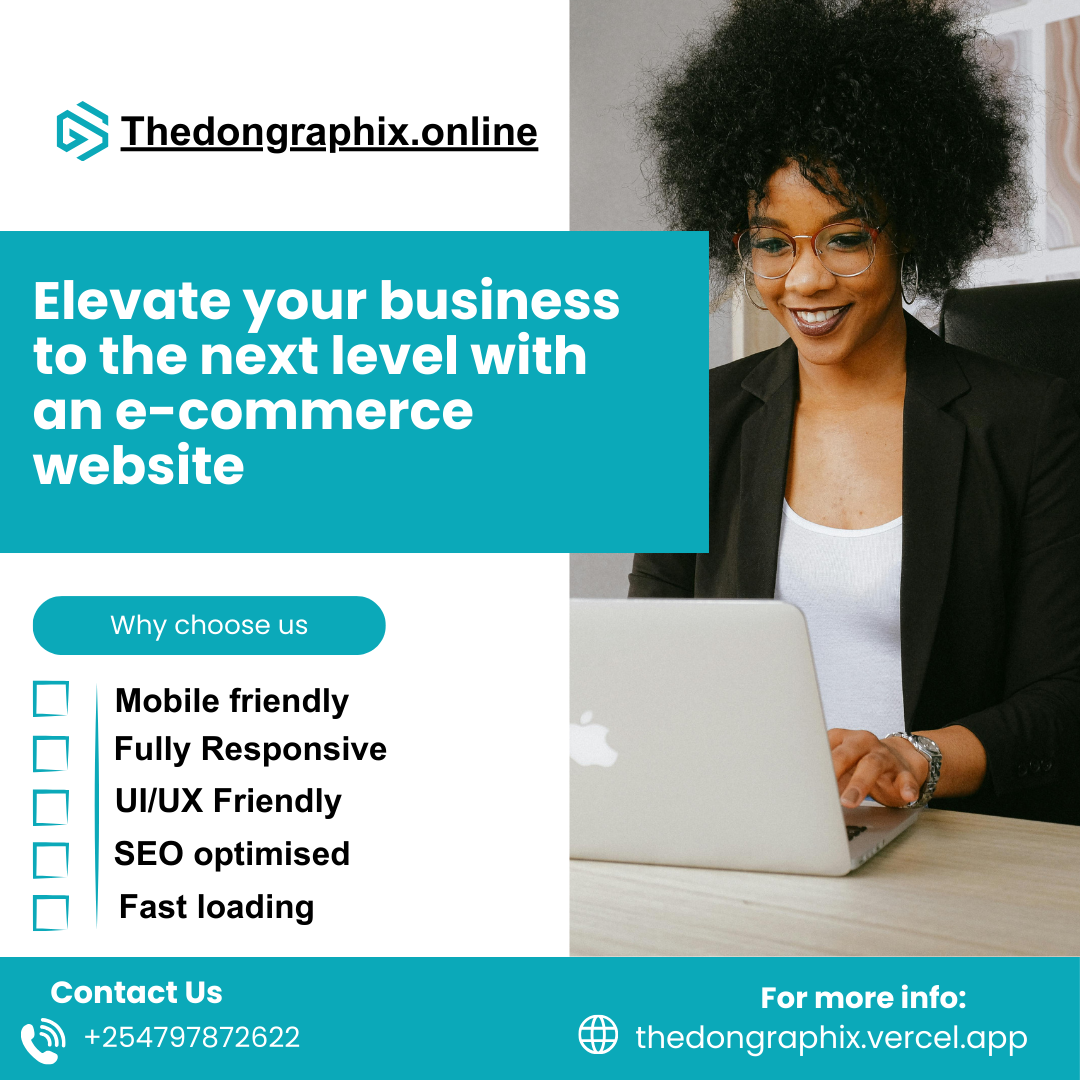 Thedongraphix.online
Elevate your business
to the next level with
an e-commerce
website
Why choose us
Mobile friendly
Fully Responsive
UI/UX Friendly
SEO optimised
Fast loading
Contact Us
+254797872622
For more info:
thedongraphix.vercel.app